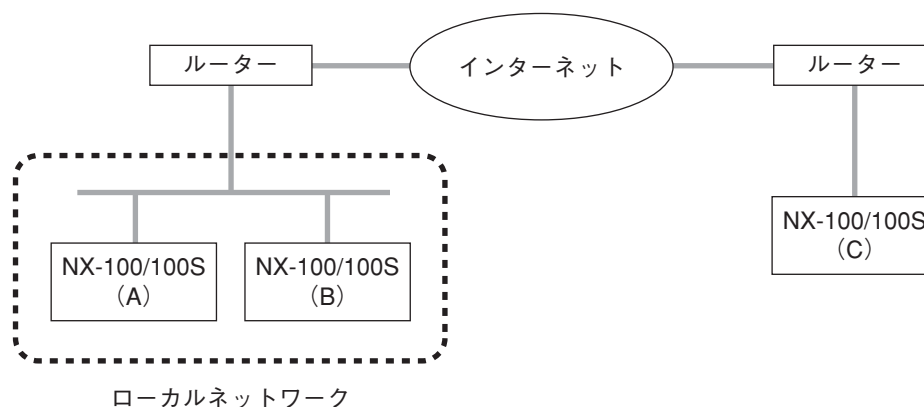 ルーター
インターネット
ルーター
NX-100/100S
（A）
NX-100/100S
（B）
NX-100/100S
（C）
ローカルネットワーク